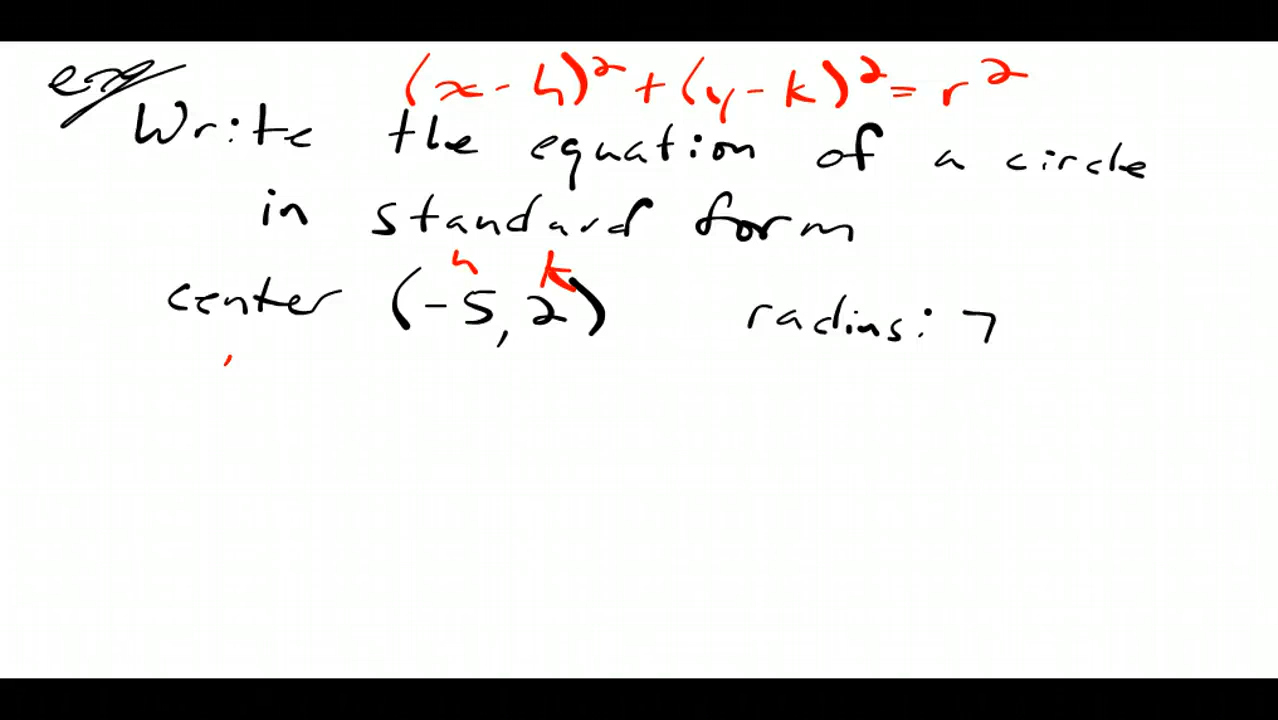 ex
(x - h)² + (y - k)² = r²
Write the equation of a circle
in standard form
h k
center (-5, 2) radius: 7